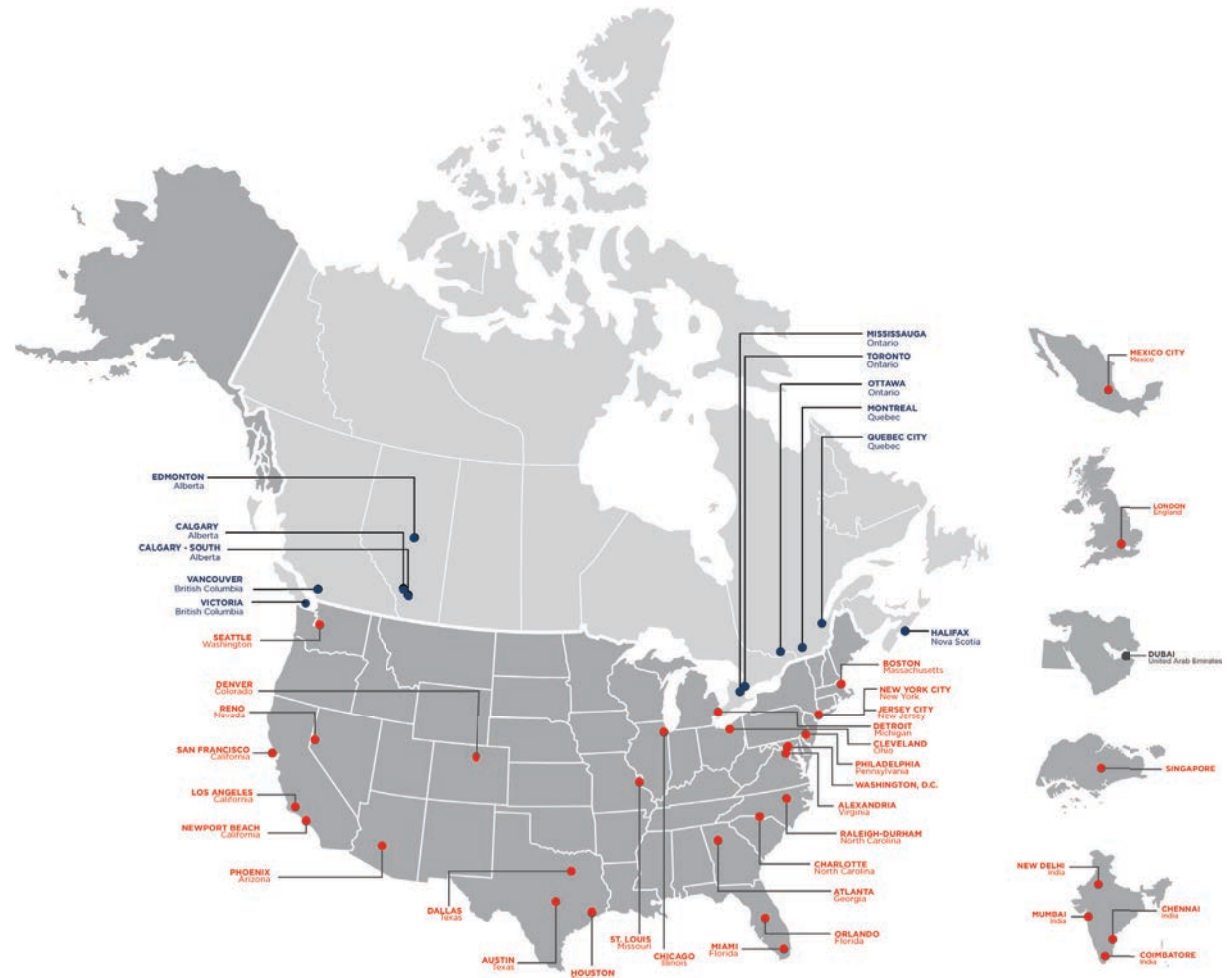 MISSISSAUGA
Ontario
TORONTO
Ontario
OTTAWA
Ontario
MONTREAL
Quebec
QUEBEC CITY
Quebec
EDMONTON
Alberta
CALGARY
Alberta
CALGARY - SOUTH
Alberta
VANCOUVER
British Columbia
VICTORIA
British Columbia
SEATTLE
Washington
DENVER
Colorado
RENO
Nevada
SAN FRANCISCO
California
LOS ANGELES
California
NEWPORT BEACH
California
PHOENIX
Arizona
DALLAS
Texas
AUSTIN
Texas
HOUSTON
ST. LOUIS
Missouri
CHICAGO
Illinois
MIAMI
Florida
ORLANDO
Florida
ATLANTA
Georgia
CHARLOTTE
North Carolina
RALEIGH-DURHAM
North Carolina
ALEXANDRIA
Virginia
WASHINGTON, D.C.
PHILADELPHIA
Pennsylvania
CLEVELAND
Ohio
DETROIT
Michigan
JERSEY CITY
New Jersey
NEW YORK CITY
New York
BOSTON
Massachusetts
HALIFAX
Nova Scotia
MEXICO CITY
Mexico
LONDON
England
DUBAI
United Arab Emirates
SINGAPORE
NEW DELHI
India
MUMBAI
India
CHENNAI
India
COIMBATORE
India